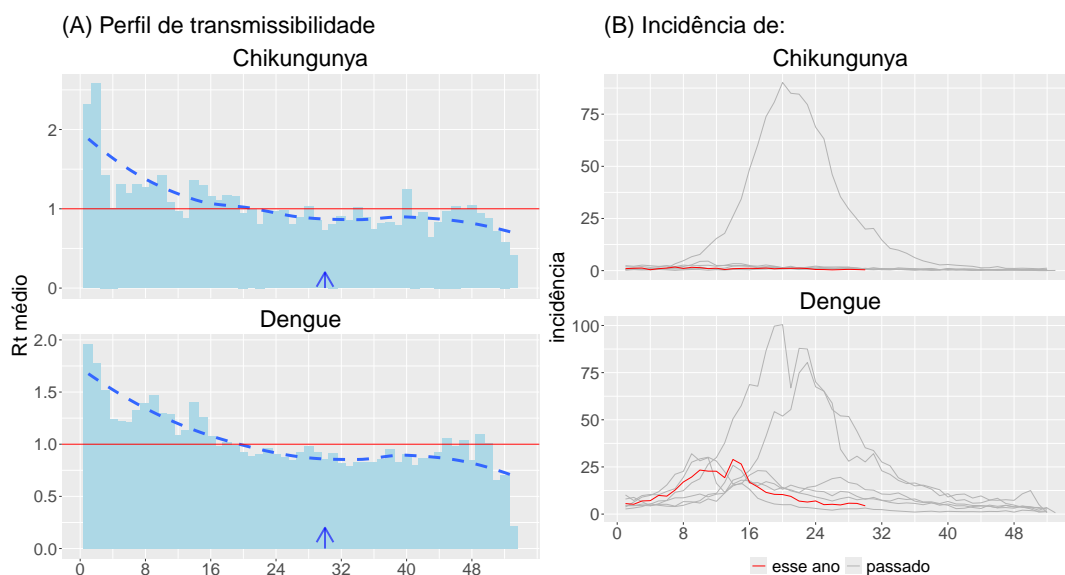 (A) Perfil de transmissibilidade
Chikungunya
2
1
0
Dengue
2.0
1.5
1.0
0.5
0.0
0 8 16 24 32 40 48
Rt médio
(B) Incidência de:
Chikungunya
75
50
25
0
Dengue
100
75
50
25
0
0 8 16 24 32 40 48
incidência
esse ano passado